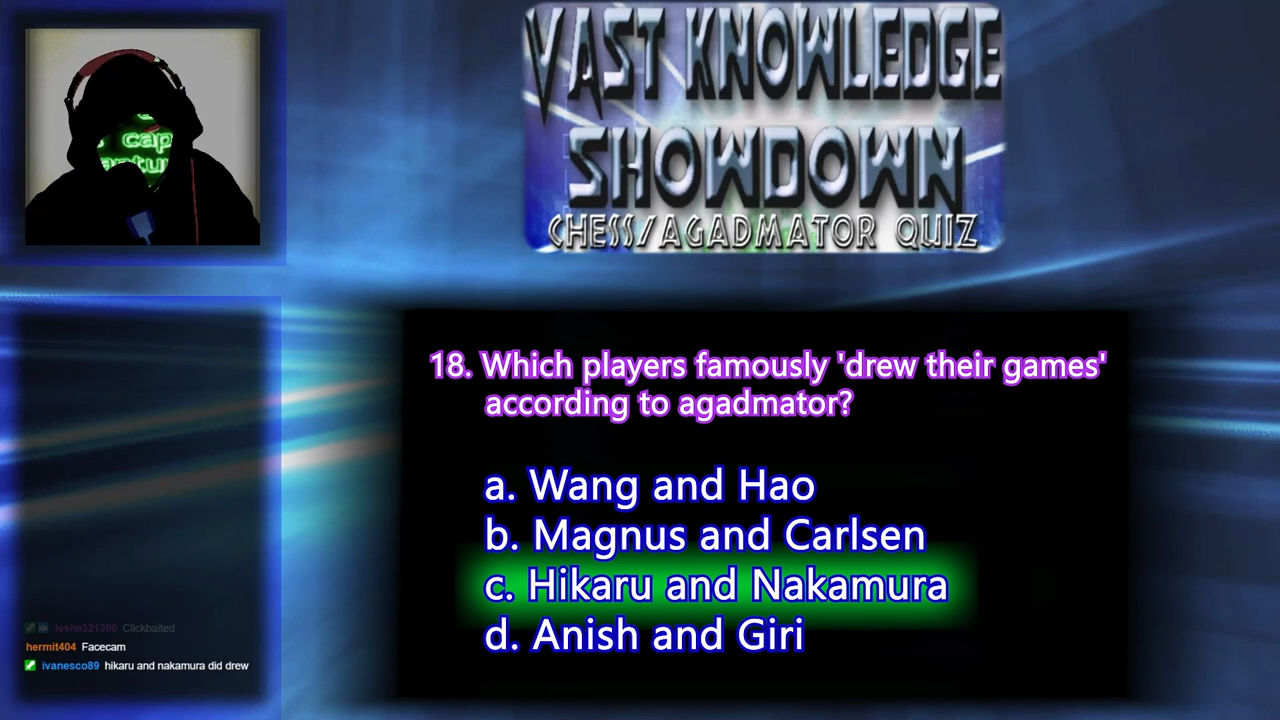 cap
aptu
VAST KNOWLEDGE
SHOWDOWN
CHESS/AGADMATOR QUIZ
18. Which players famously 'drew their games'
according to agadmator?
a. Wang and Hao
b. Magnus and Carlsen
c. Hikaru and Nakamura
d. Anish and Giri
leslie321200 Clickbaited
hermit404 Facecam
ivanesco89 hikaru and nakamura did drew